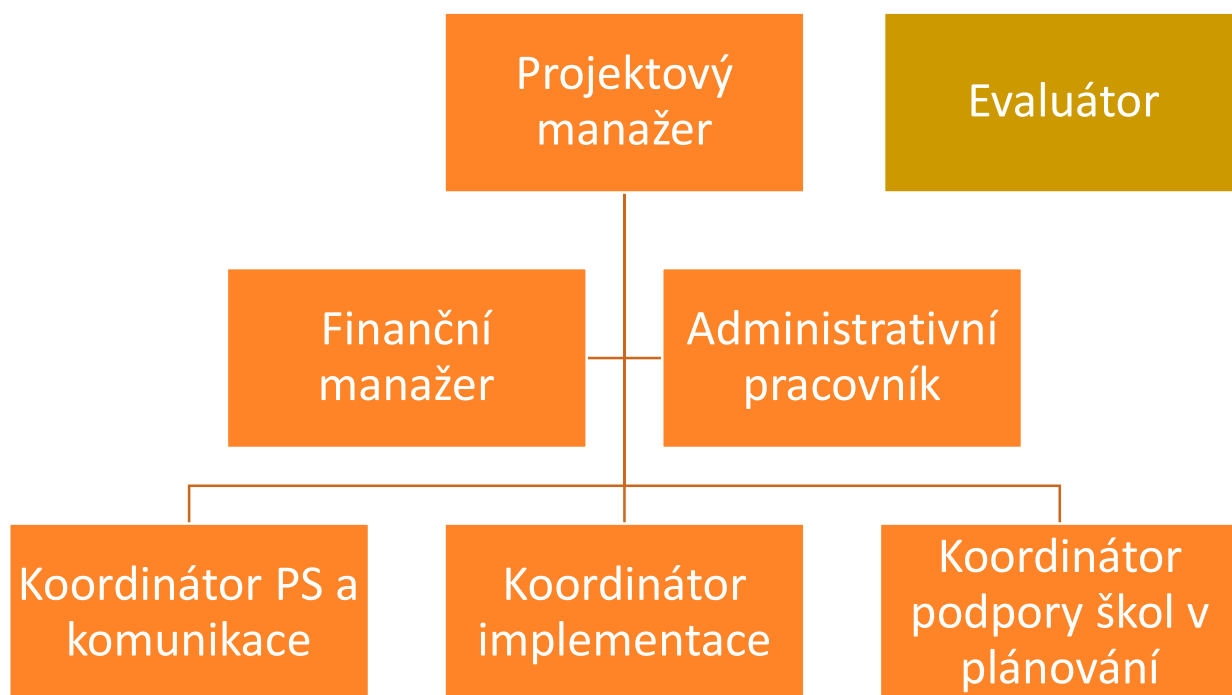 Projektový
manažer
Evaluátor
Finanční
manažer
Administrativní
pracovník
Koordinátor PS a
komunikace
Koordinátor
implementace
Koordinátor
podpory škol v
plánování